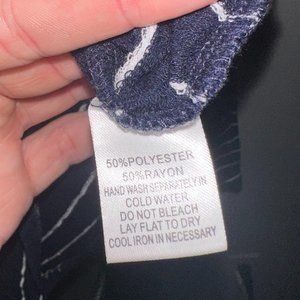 50%POLYESTER
50%RAYON
HAND WASH SEPARATELY IN
COLD WATER
DO NOT BLEACH
LAY FLAT TO DRY
COOL IRON IN NECESSARY